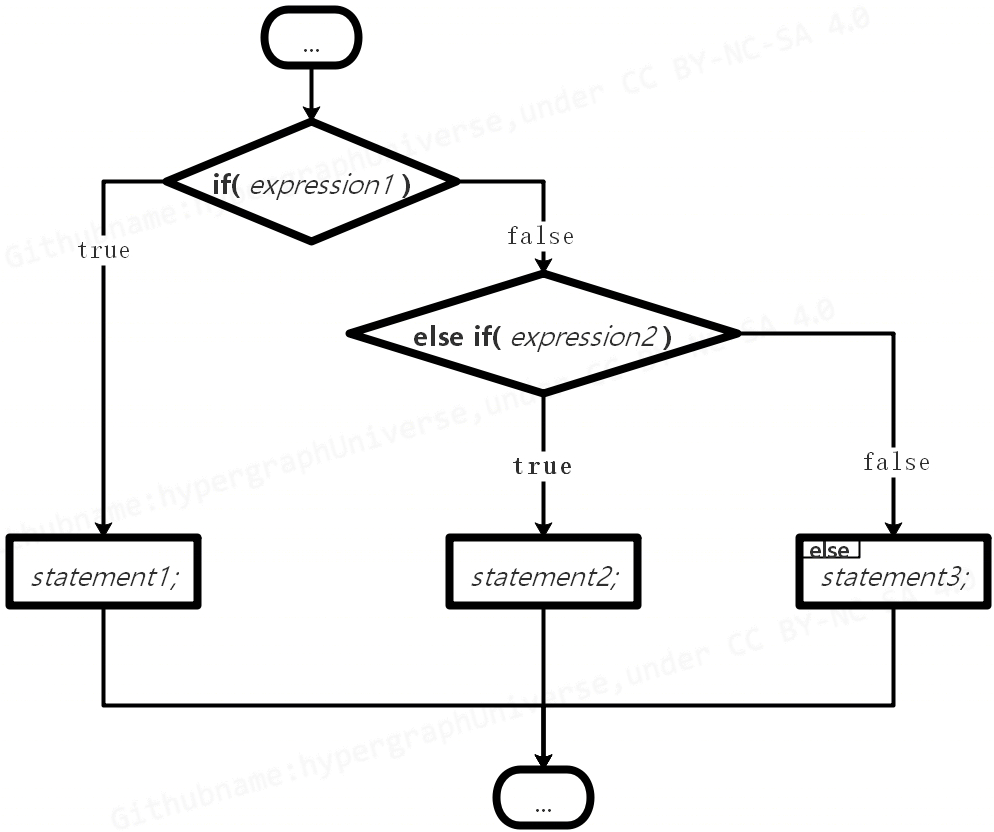 ...
Githubname:hypergraphUniverse,under CC BY-NC-SA 4.0
if( expression1 )
true
false
else if( expression2 )
Githubname:hypergraphUniverse,under CC BY-NC-SA 4.0
true
false
else
statement1;
statement2;
statement3;
Githubname:hypergraphUniverse,under CC BY-NC-SA 4.0
...